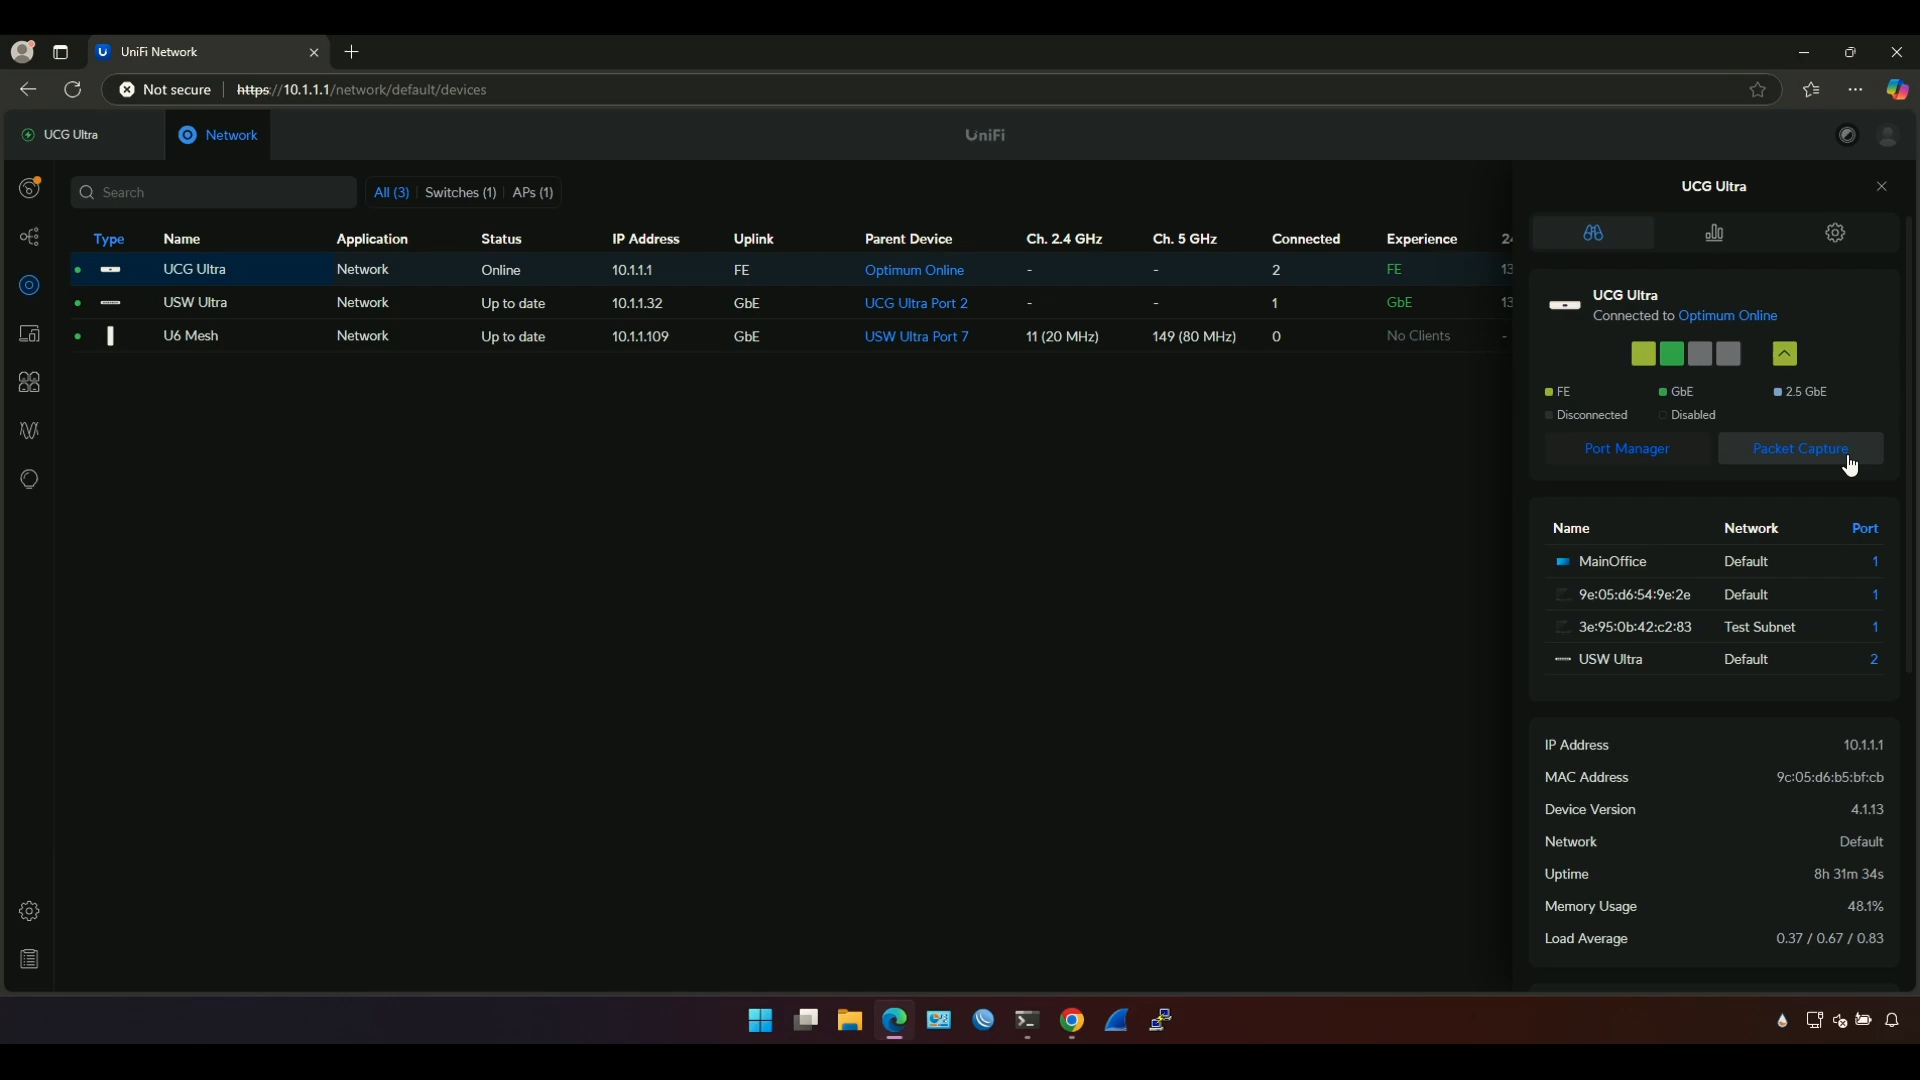 UniFi Network
Not secure
https://10.1.1.1/network/default/devices
UCG Ultra
Network
UniFi
Search
All (3)
Switches (1)
APs (1)
Type Name Application Status IP Address Uplink Parent Device Ch. 2.4 GHz Ch. 5 GHz Connected Experience
UCG Ultra Network Online 10.1.1.1 FE Optimum Online - - 2 FE
USW Ultra Network Up to date 10.1.1.32 GbE UCG Ultra Port 2 - - 1 GbE
U6 Mesh Network Up to date 10.1.1.109 GbE USW Ultra Port 7 11 (20 MHz) 149 (80 MHz) 0 No Clients -
UCG Ultra
UCG Ultra
Connected to Optimum Online
FE GbE 2.5 GbE
Disconnected Disabled
Port Manager Packet Capture
Name Network Port
MainOffice Default 1
9e:05:d6:54:9e:2e Default 1
3e:95:0b:42:c2:83 Test Subnet 1
USW Ultra Default 2
IP Address 10.1.1.1
MAC Address 9c:05:d6:b5:bf:cb
Device Version 4.1.13
Network Default
Uptime 8h 31m 34s
Memory Usage 48.1%
Load Average 0.37 / 0.67 / 0.83